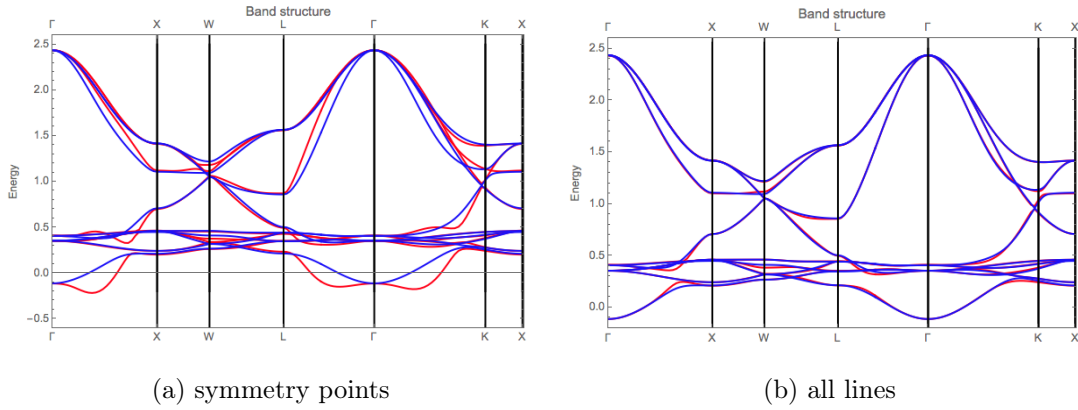 Band structure
Γ X W L Γ K X
2.5
2.0
1.5
1.0
0.5
0.0
−0.5
Energy
Γ X W L Γ K X
(a) symmetry points
Band structure
Γ X W L Γ K X
2.5
2.0
1.5
1.0
0.5
0.0
Energy
Γ X W L Γ K X
(b) all lines